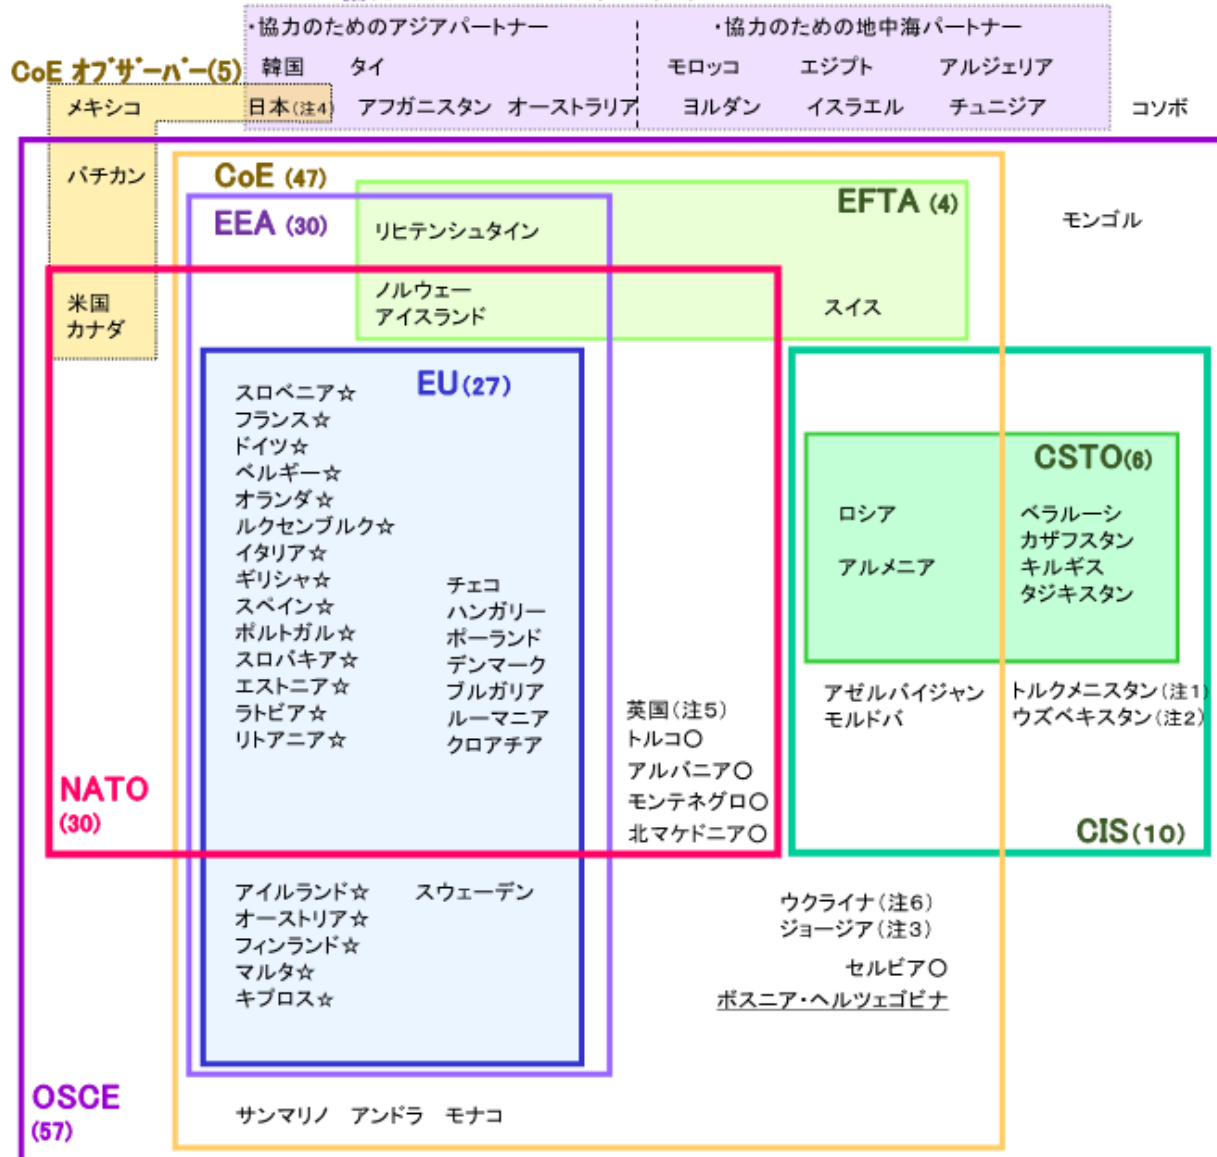 ・協力のためのアジアパートナー ・協力のための地中海パートナー
CoE オブザーバー(5) 韓国 タイ モロッコ エジプト アルジェリア
メキシコ 日本(注4) アフガニスタン オーストラリア ヨルダン イスラエル チュニジア コソボ
バチカン CoE (47)
EFTA (4)
EEA (30) リヒテンシュタイン モンゴル
ノルウェー
米国 スイス
アイスランド
カナダ
EU(27)
スロベニア☆
フランス☆
ドイツ☆
CSTO(6)
ベルギー☆
オランダ☆
ロシア ベラルーシ
ルクセンブルク☆
カザフスタン
イタリア☆
アルメニア キルギス
ギリシャ☆ チェコ
タジキスタン
スペイン☆ ハンガリー
ポルトガル☆ ポーランド
スロバキア☆ デンマーク
エストニア☆ ブルガリア アゼルバイジャン トルクメニスタン(注1)
ラトビア☆ ルーマニア 英国(注5) モルドバ ウズベキスタン(注2)
リトアニア☆ クロアチア トルコ○
アルバニア○
NATO モンテネグロ○
(30) 北マケドニア○ CIS(10)
アイルランド☆ スウェーデン ウクライナ(注6)
オーストリア☆ ジョージア(注3)
フィンランド☆
マルタ☆ セルビア○
キプロス☆ ボスニア・ヘルツェゴビナ
OSCE
サンマリノ アンドラ モナコ
(57)